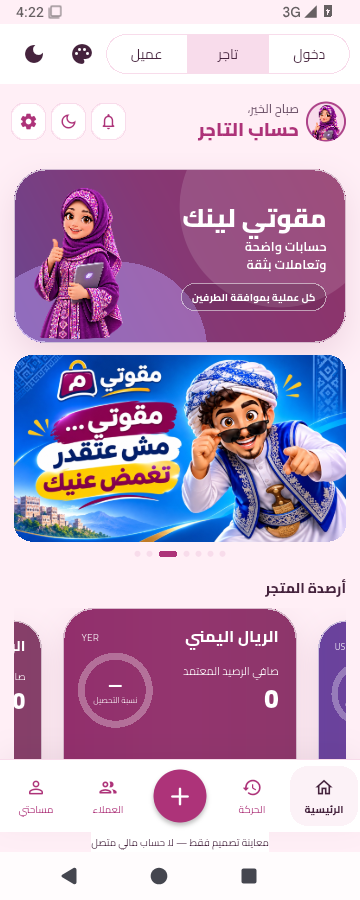 4:22
3G
دخول
تاجر
عميل
صباح الخير،
حساب التاجر
مقوتي لينك
حسابات واضحة
وتعاملات بثقة
كل عملية بموافقة الطرفين
مقوتي
مقوتي...
مش عتقدر
تغمض عنيك
أرصدة المتجر
الريال اليمني
YER
صافي الرصيد المعتمد
0
—
نسبة التحصيل
0
US
الرئيسية
الحركة
العملاء
مساحتي
معاينة تصميم فقط — لا حساب مالي متصل